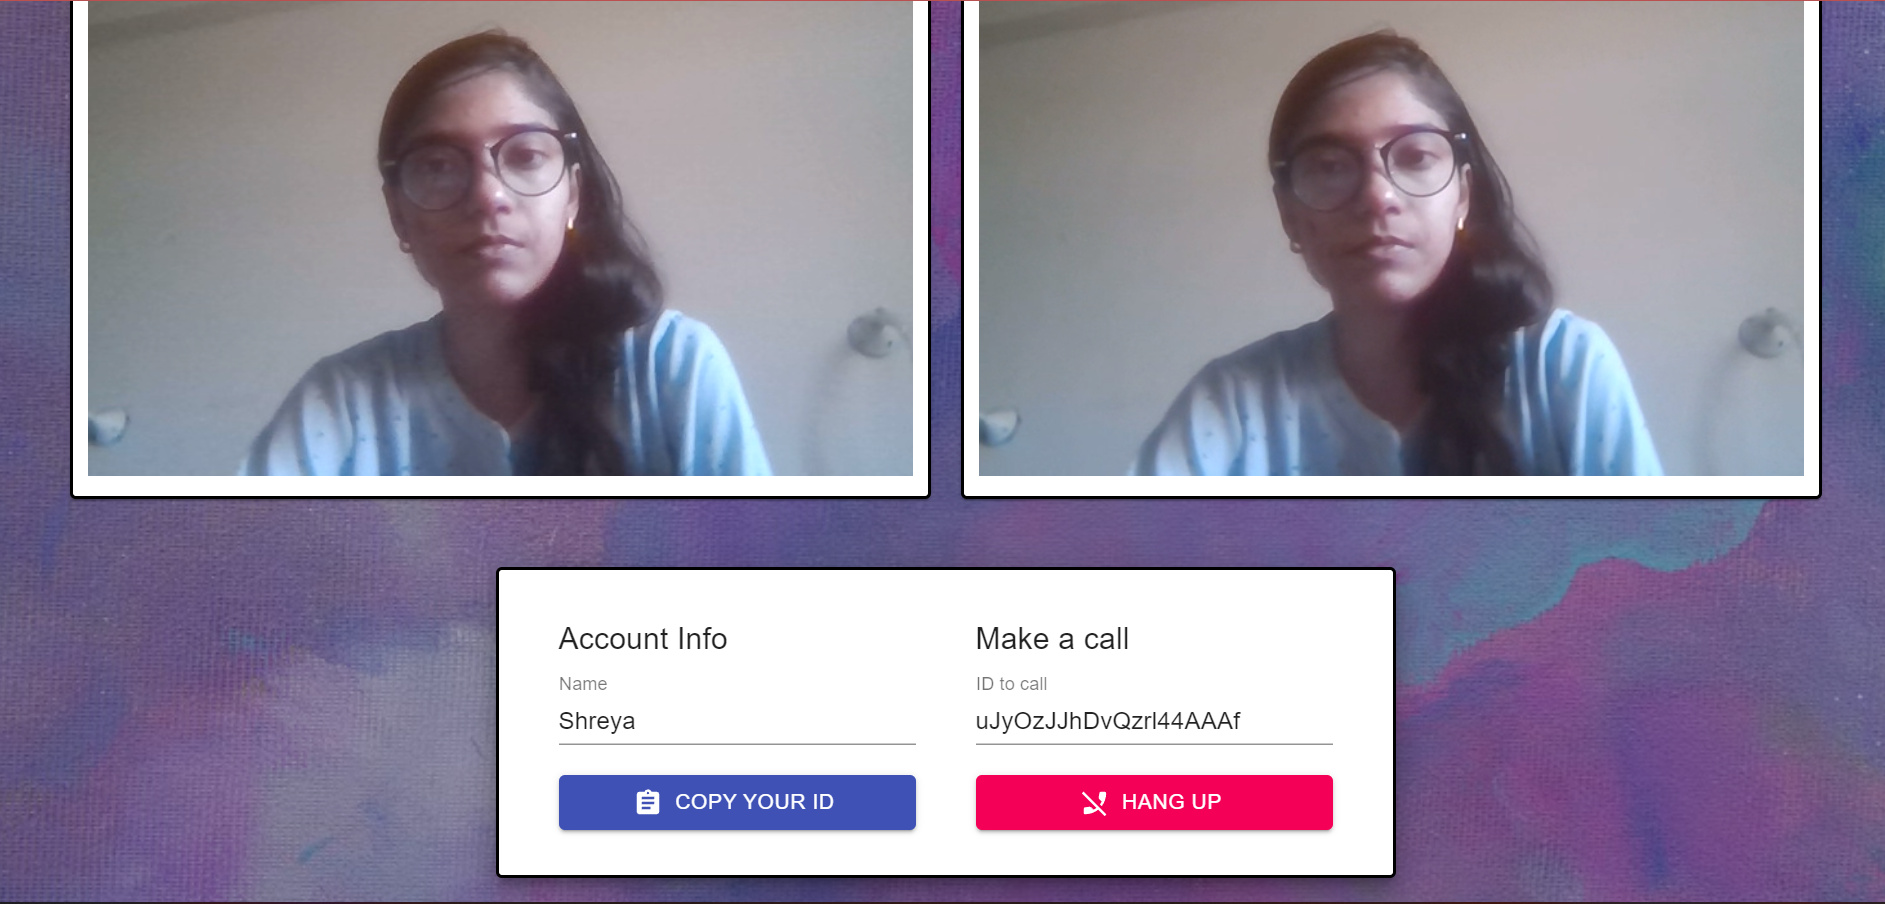 Account Info
Name
Shreya
COPY YOUR ID
Make a call
ID to call
uJyOzJJhDvQzrl44AAAf
HANG UP